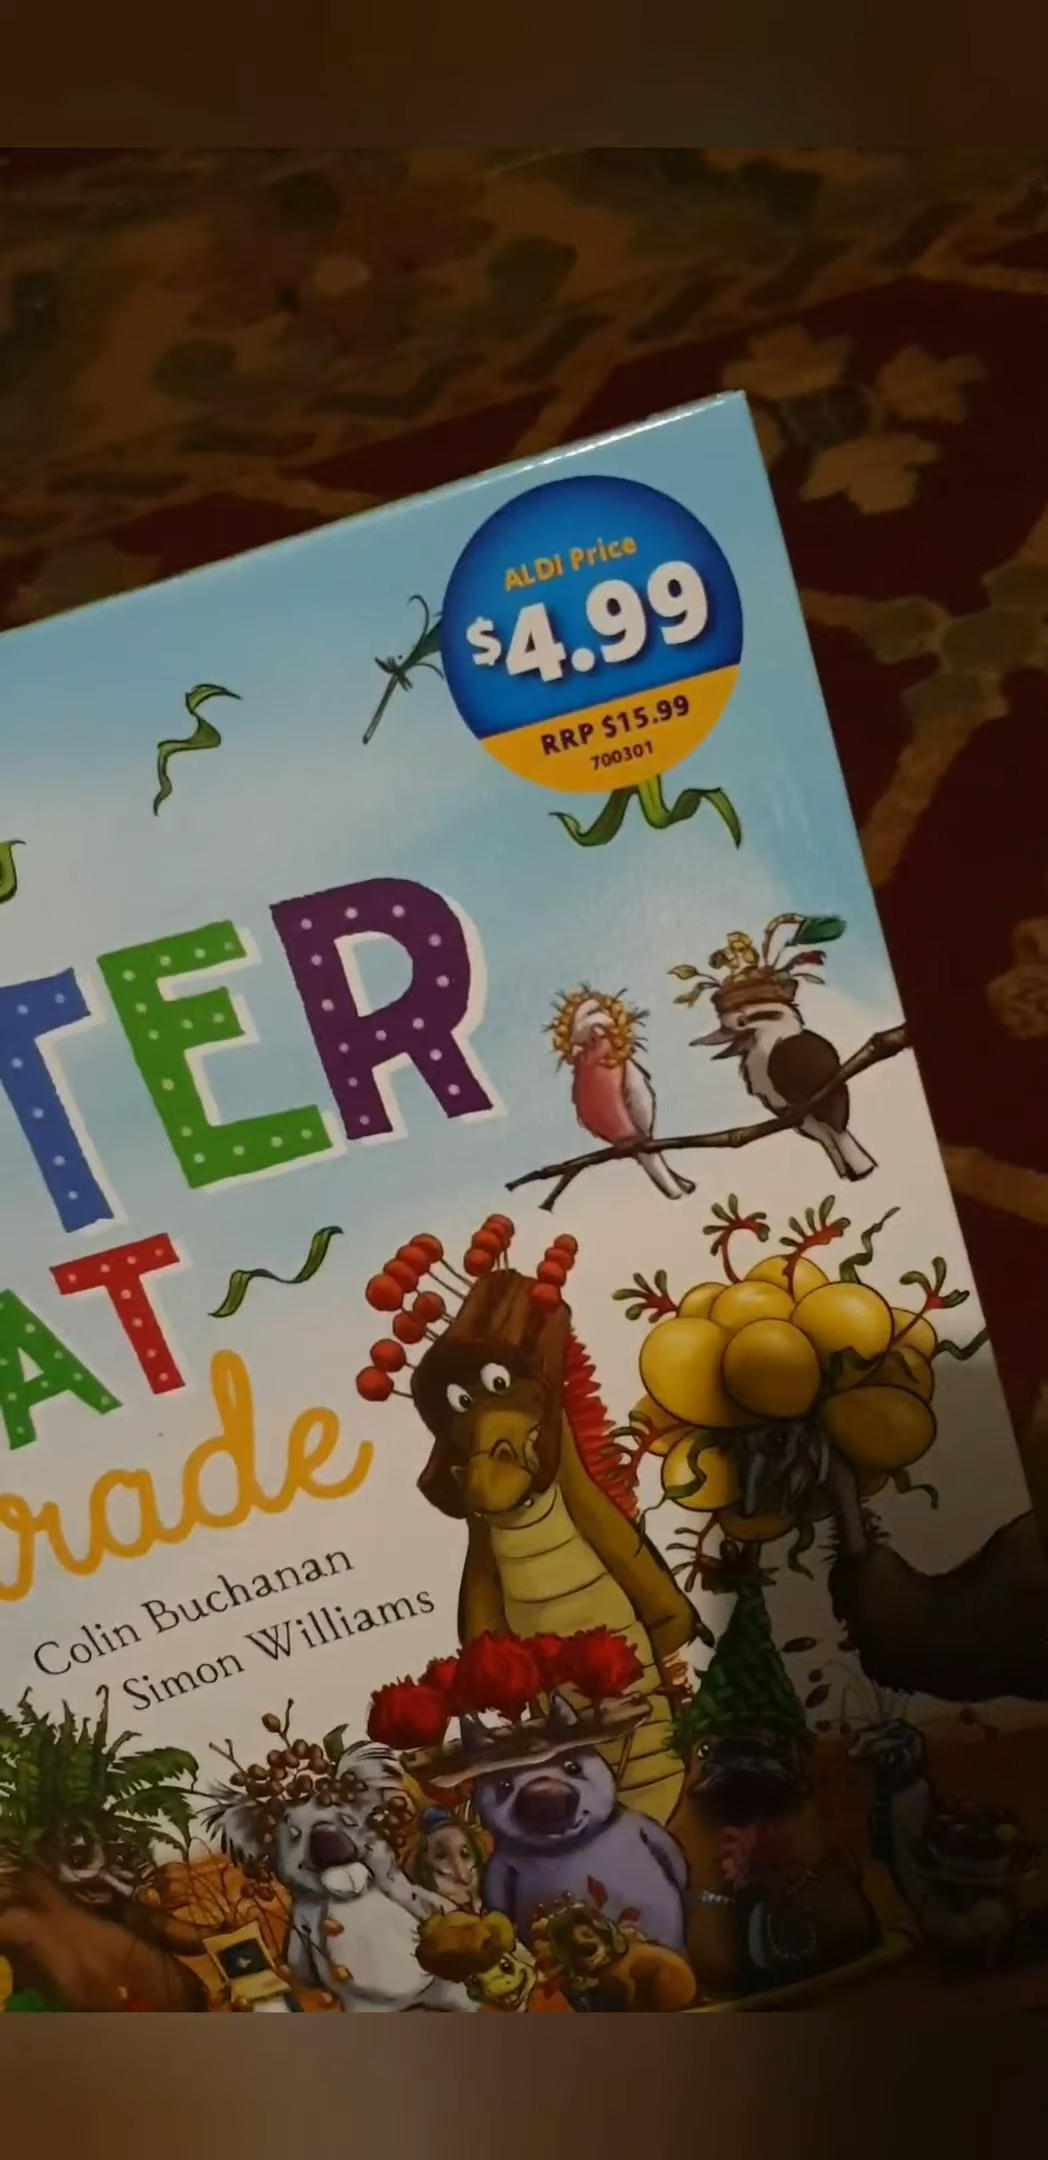 ALDI Price
$4.99
RRP $15.99
700301
TER
AT
rade
Colin Buchanan
Simon Williams